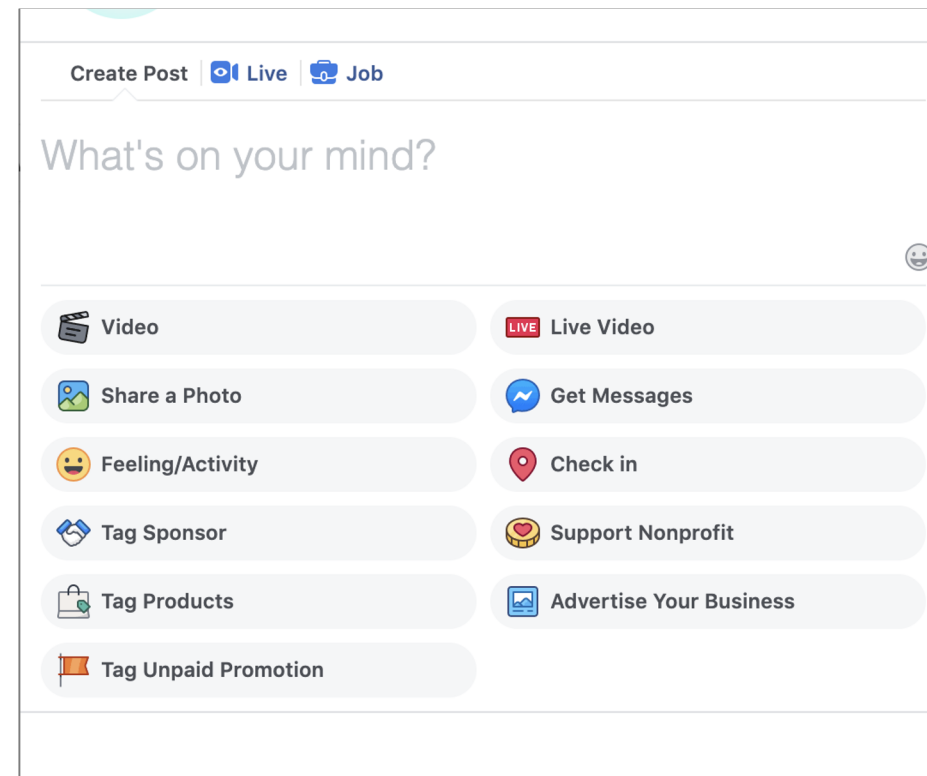 Create Post Live Job
What's on your mind?
Video
LIVE Live Video
Share a Photo
Get Messages
Feeling/Activity
Check in
Tag Sponsor
Support Nonprofit
Tag Products
Advertise Your Business
Tag Unpaid Promotion